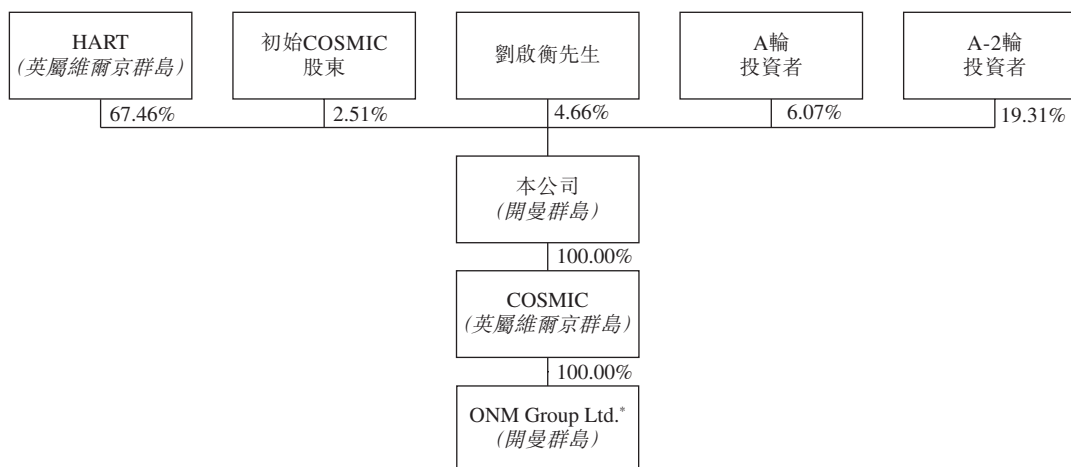 HART
(英屬維爾京群島)
初始COSMIC
股東
劉啟衡先生
A輪
投資者
A-2輪
投資者
67.46%
2.51%
4.66%
6.07%
19.31%
本公司
(開曼群島)
100.00%
COSMIC
(英屬維爾京群島)
100.00%
ONM Group Ltd.*
(開曼群島)